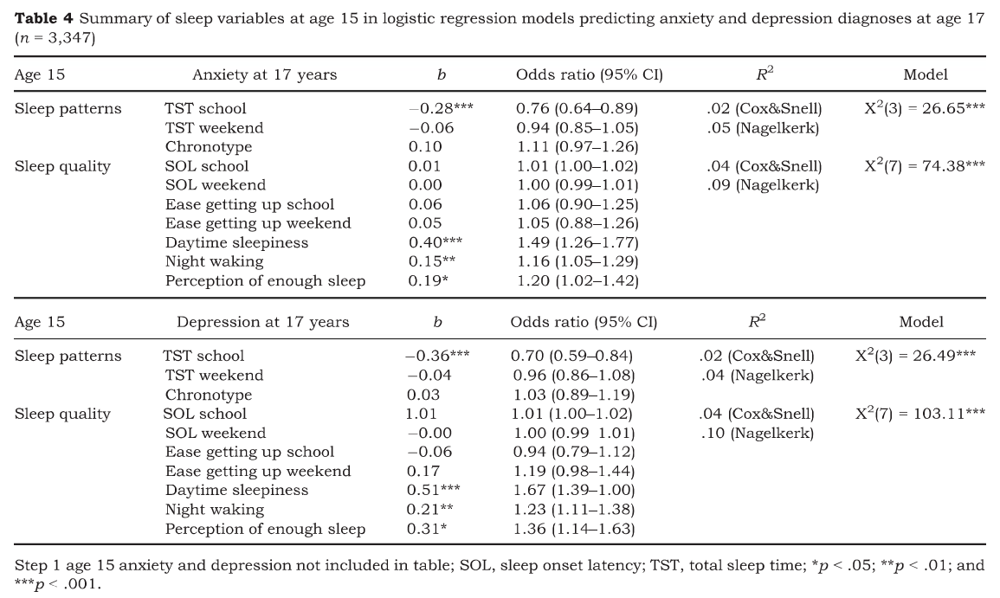 Table 4 Summary of sleep variables at age 15 in logistic regression models predicting anxiety and depression diagnoses at age 17
(n = 3,347)
Age 15 Anxiety at 17 years b Odds ratio (95% CI) R² Model
Sleep patterns TST school −0.28*** 0.76 (0.64–0.89) .02 (Cox&Snell) X²(3) = 26.65***
TST weekend −0.06 0.94 (0.85–1.05) .05 (Nagelkerk)
Chronotype 0.10 1.11 (0.97–1.26)
Sleep quality SOL school 0.01 1.01 (1.00–1.02) .04 (Cox&Snell) X²(7) = 74.38***
SOL weekend 0.00 1.00 (0.99–1.01) .09 (Nagelkerk)
Ease getting up school 0.06 1.06 (0.90–1.25)
Ease getting up weekend 0.05 1.05 (0.88–1.26)
Daytime sleepiness 0.40*** 1.49 (1.26–1.77)
Night waking 0.15** 1.16 (1.05–1.29)
Perception of enough sleep 0.19* 1.20 (1.02–1.42)
Age 15 Depression at 17 years b Odds ratio (95% CI) R² Model
Sleep patterns TST school −0.36*** 0.70 (0.59–0.84) .02 (Cox&Snell) X²(3) = 26.49***
TST weekend −0.04 0.96 (0.86–1.08) .04 (Nagelkerk)
Chronotype 0.03 1.03 (0.89–1.19)
Sleep quality SOL school 1.01 1.01 (1.00–1.02) .04 (Cox&Snell) X²(7) = 103.11***
SOL weekend −0.00 1.00 (0.99 1.01) .10 (Nagelkerk)
Ease getting up school −0.06 0.94 (0.79–1.12)
Ease getting up weekend 0.17 1.19 (0.98–1.44)
Daytime sleepiness 0.51*** 1.67 (1.39–1.00)
Night waking 0.21** 1.23 (1.11–1.38)
Perception of enough sleep 0.31* 1.36 (1.14–1.63)
Step 1 age 15 anxiety and depression not included in table; SOL, sleep onset latency; TST, total sleep time; *p < .05; **p < .01; and
***p < .001.